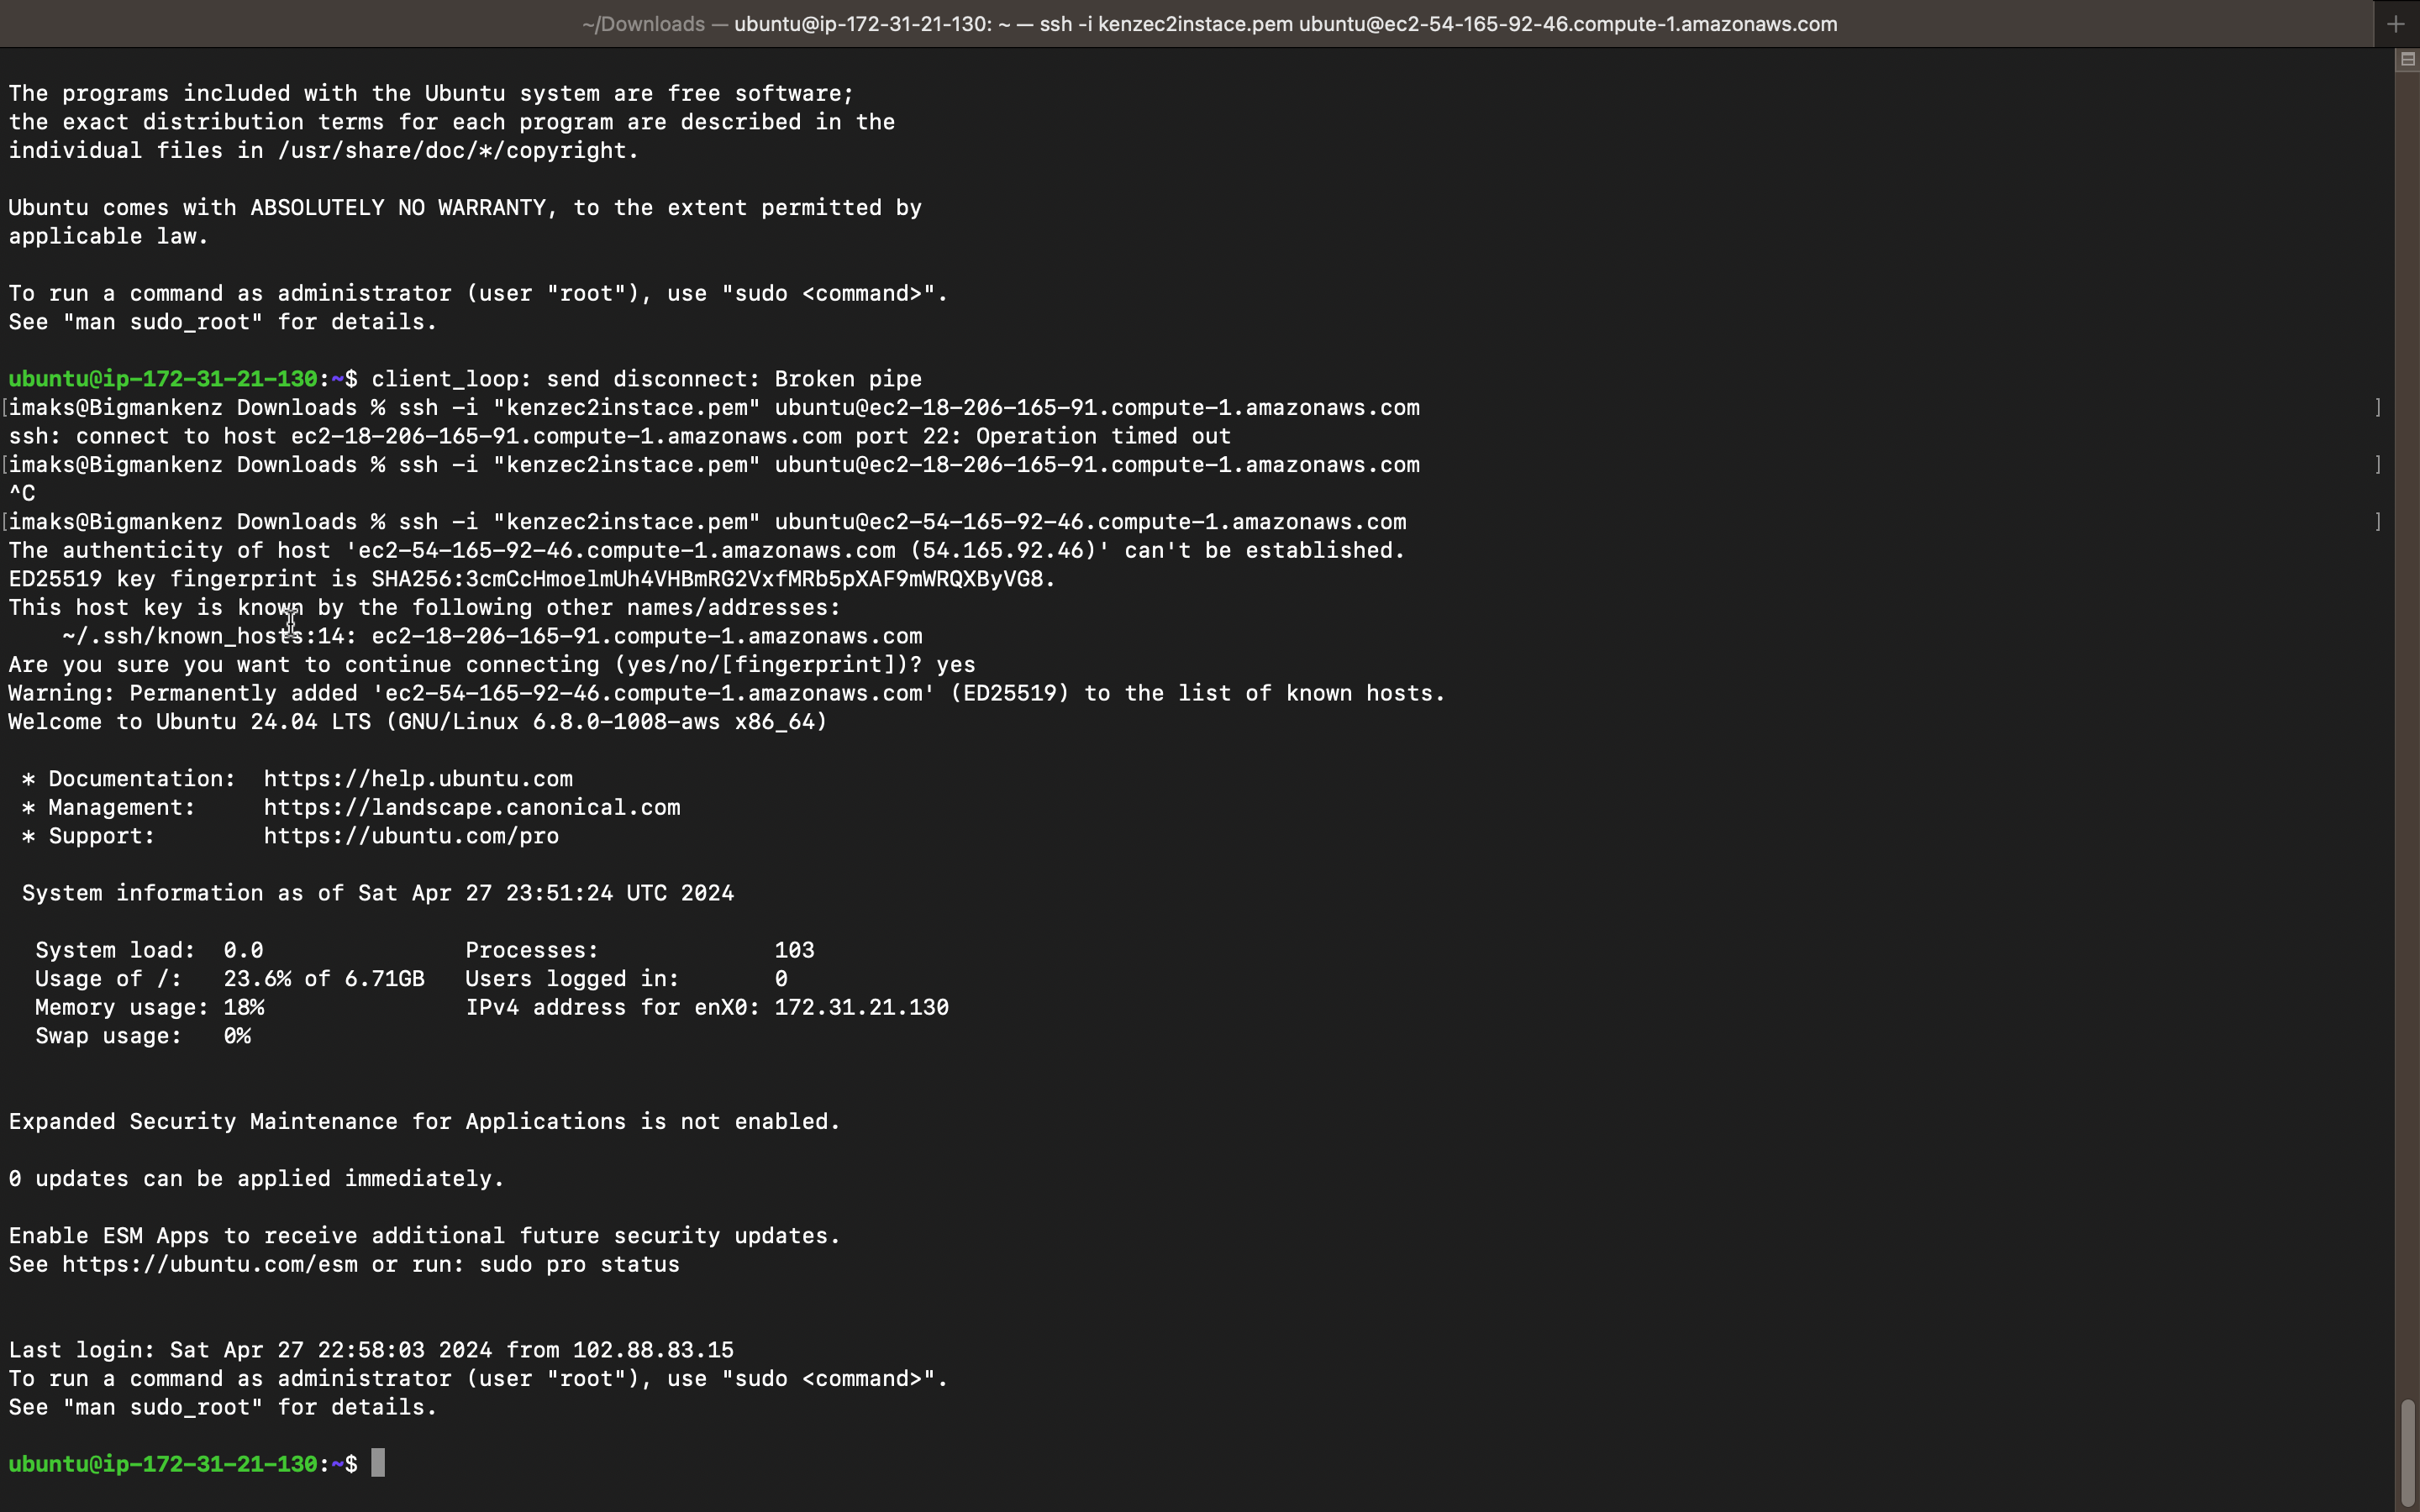 ~/Downloads — ubuntu@ip-172-31-21-130: ~ — ssh -i kenzec2instace.pem ubuntu@ec2-54-165-92-46.compute-1.amazonaws.com
The programs included with the Ubuntu system are free software;
the exact distribution terms for each program are described in the
individual files in /usr/share/doc/*/copyright.
Ubuntu comes with ABSOLUTELY NO WARRANTY, to the extent permitted by
applicable law.
To run a command as administrator (user "root"), use "sudo <command>".
See "man sudo_root" for details.
ubuntu@ip-172-31-21-130:~$ client_loop: send disconnect: Broken pipe
[imaks@Bigmankenz Downloads % ssh -i "kenzec2instace.pem" ubuntu@ec2-18-206-165-91.compute-1.amazonaws.com ]
ssh: connect to host ec2-18-206-165-91.compute-1.amazonaws.com port 22: Operation timed out
[imaks@Bigmankenz Downloads % ssh -i "kenzec2instace.pem" ubuntu@ec2-18-206-165-91.compute-1.amazonaws.com ]
^C
[imaks@Bigmankenz Downloads % ssh -i "kenzec2instace.pem" ubuntu@ec2-54-165-92-46.compute-1.amazonaws.com ]
The authenticity of host 'ec2-54-165-92-46.compute-1.amazonaws.com (54.165.92.46)' can't be established.
ED25519 key fingerprint is SHA256:3cmCcHmoelmUh4VHBmRG2VxfMRb5pXAF9mWRQXByVG8.
This host key is known by the following other names/addresses:
    ~/.ssh/known_hosts:14: ec2-18-206-165-91.compute-1.amazonaws.com
Are you sure you want to continue connecting (yes/no/[fingerprint])? yes
Warning: Permanently added 'ec2-54-165-92-46.compute-1.amazonaws.com' (ED25519) to the list of known hosts.
Welcome to Ubuntu 24.04 LTS (GNU/Linux 6.8.0-1008-aws x86_64)
 * Documentation:  https://help.ubuntu.com
 * Management:     https://landscape.canonical.com
 * Support:        https://ubuntu.com/pro
 System information as of Sat Apr 27 23:51:24 UTC 2024
  System load:  0.0               Processes:             103
  Usage of /:   23.6% of 6.71GB   Users logged in:       0
  Memory usage: 18%               IPv4 address for enX0: 172.31.21.130
  Swap usage:   0%
Expanded Security Maintenance for Applications is not enabled.
0 updates can be applied immediately.
Enable ESM Apps to receive additional future security updates.
See https://ubuntu.com/esm or run: sudo pro status
Last login: Sat Apr 27 22:58:03 2024 from 102.88.83.15
To run a command as administrator (user "root"), use "sudo <command>".
See "man sudo_root" for details.
ubuntu@ip-172-31-21-130:~$